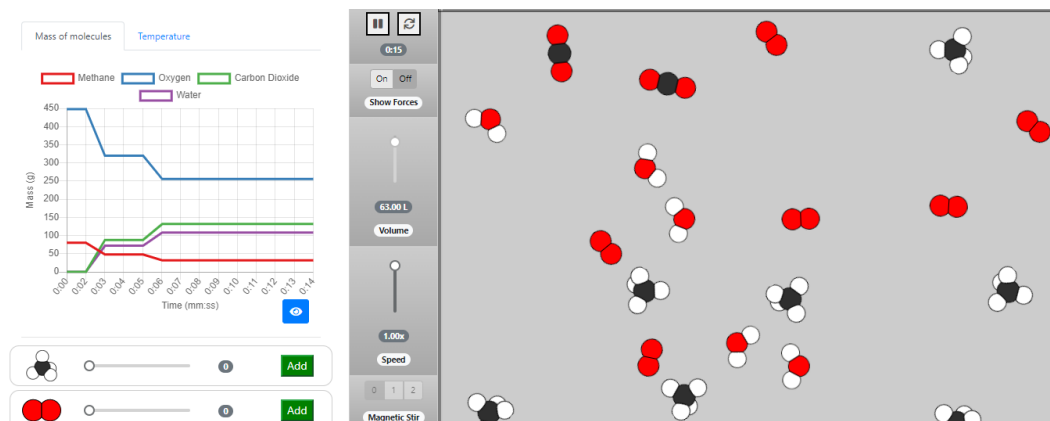 Mass of molecules Temperature
Methane Oxygen Carbon Dioxide
Water
450
400
350
300
250
200
150
100
50
0
Mass (g)
0:00 0:02 0:03 0:04 0:05 0:06 0:07 0:08 0:09 0:10 0:11 0:12 0:13 0:14
Time (mm:ss)
0 Add
0 Add
0:15
On Off
Show Forces
63.00 L
Volume
1.00x
Speed
0 1 2
Magnetic Stir